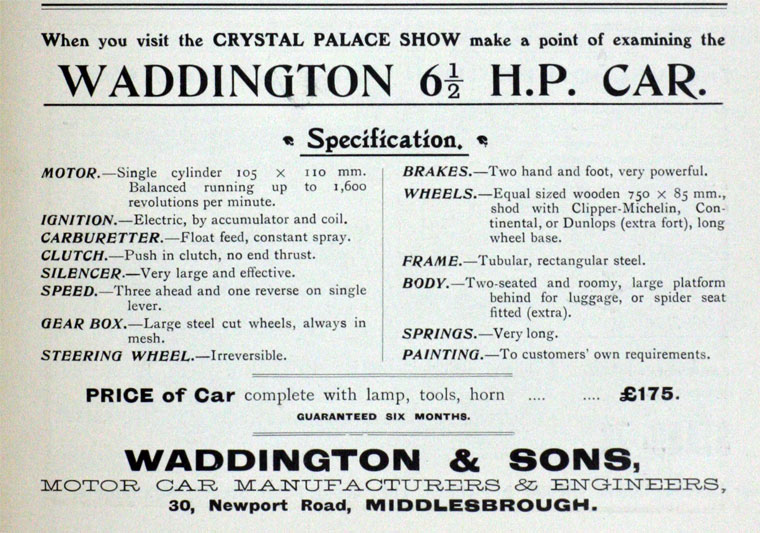 When you visit the CRYSTAL PALACE SHOW make a point of examining the
WADDINGTON 6½ H.P. CAR.
Specification.
MOTOR.—Single cylinder 105 × 110 mm.
Balanced running up to 1,600
revolutions per minute.
IGNITION.—Electric, by accumulator and coil.
CARBURETTER.—Float feed, constant spray.
CLUTCH.—Push in clutch, no end thrust.
SILENCER.—Very large and effective.
SPEED.—Three ahead and one reverse on single
lever.
GEAR BOX.—Large steel cut wheels, always in
mesh.
STEERING WHEEL.—Irreversible.
BRAKES.—Two hand and foot, very powerful.
WHEELS.—Equal sized wooden 750 × 85 mm.,
shod with Clipper-Michelin, Con-
tinental, or Dunlops (extra fort), long
wheel base.
FRAME.—Tubular, rectangular steel.
BODY.—Two-seated and roomy, large platform
behind for luggage, or spider seat
fitted (extra).
SPRINGS.—Very long.
PAINTING.—To customers' own requirements.
PRICE of Car complete with lamp, tools, horn .... .... £175.
GUARANTEED SIX MONTHS.
WADDINGTON & SONS,
MOTOR CAR MANUFACTURERS & ENGINEERS,
30, Newport Road, MIDDLESBROUGH.